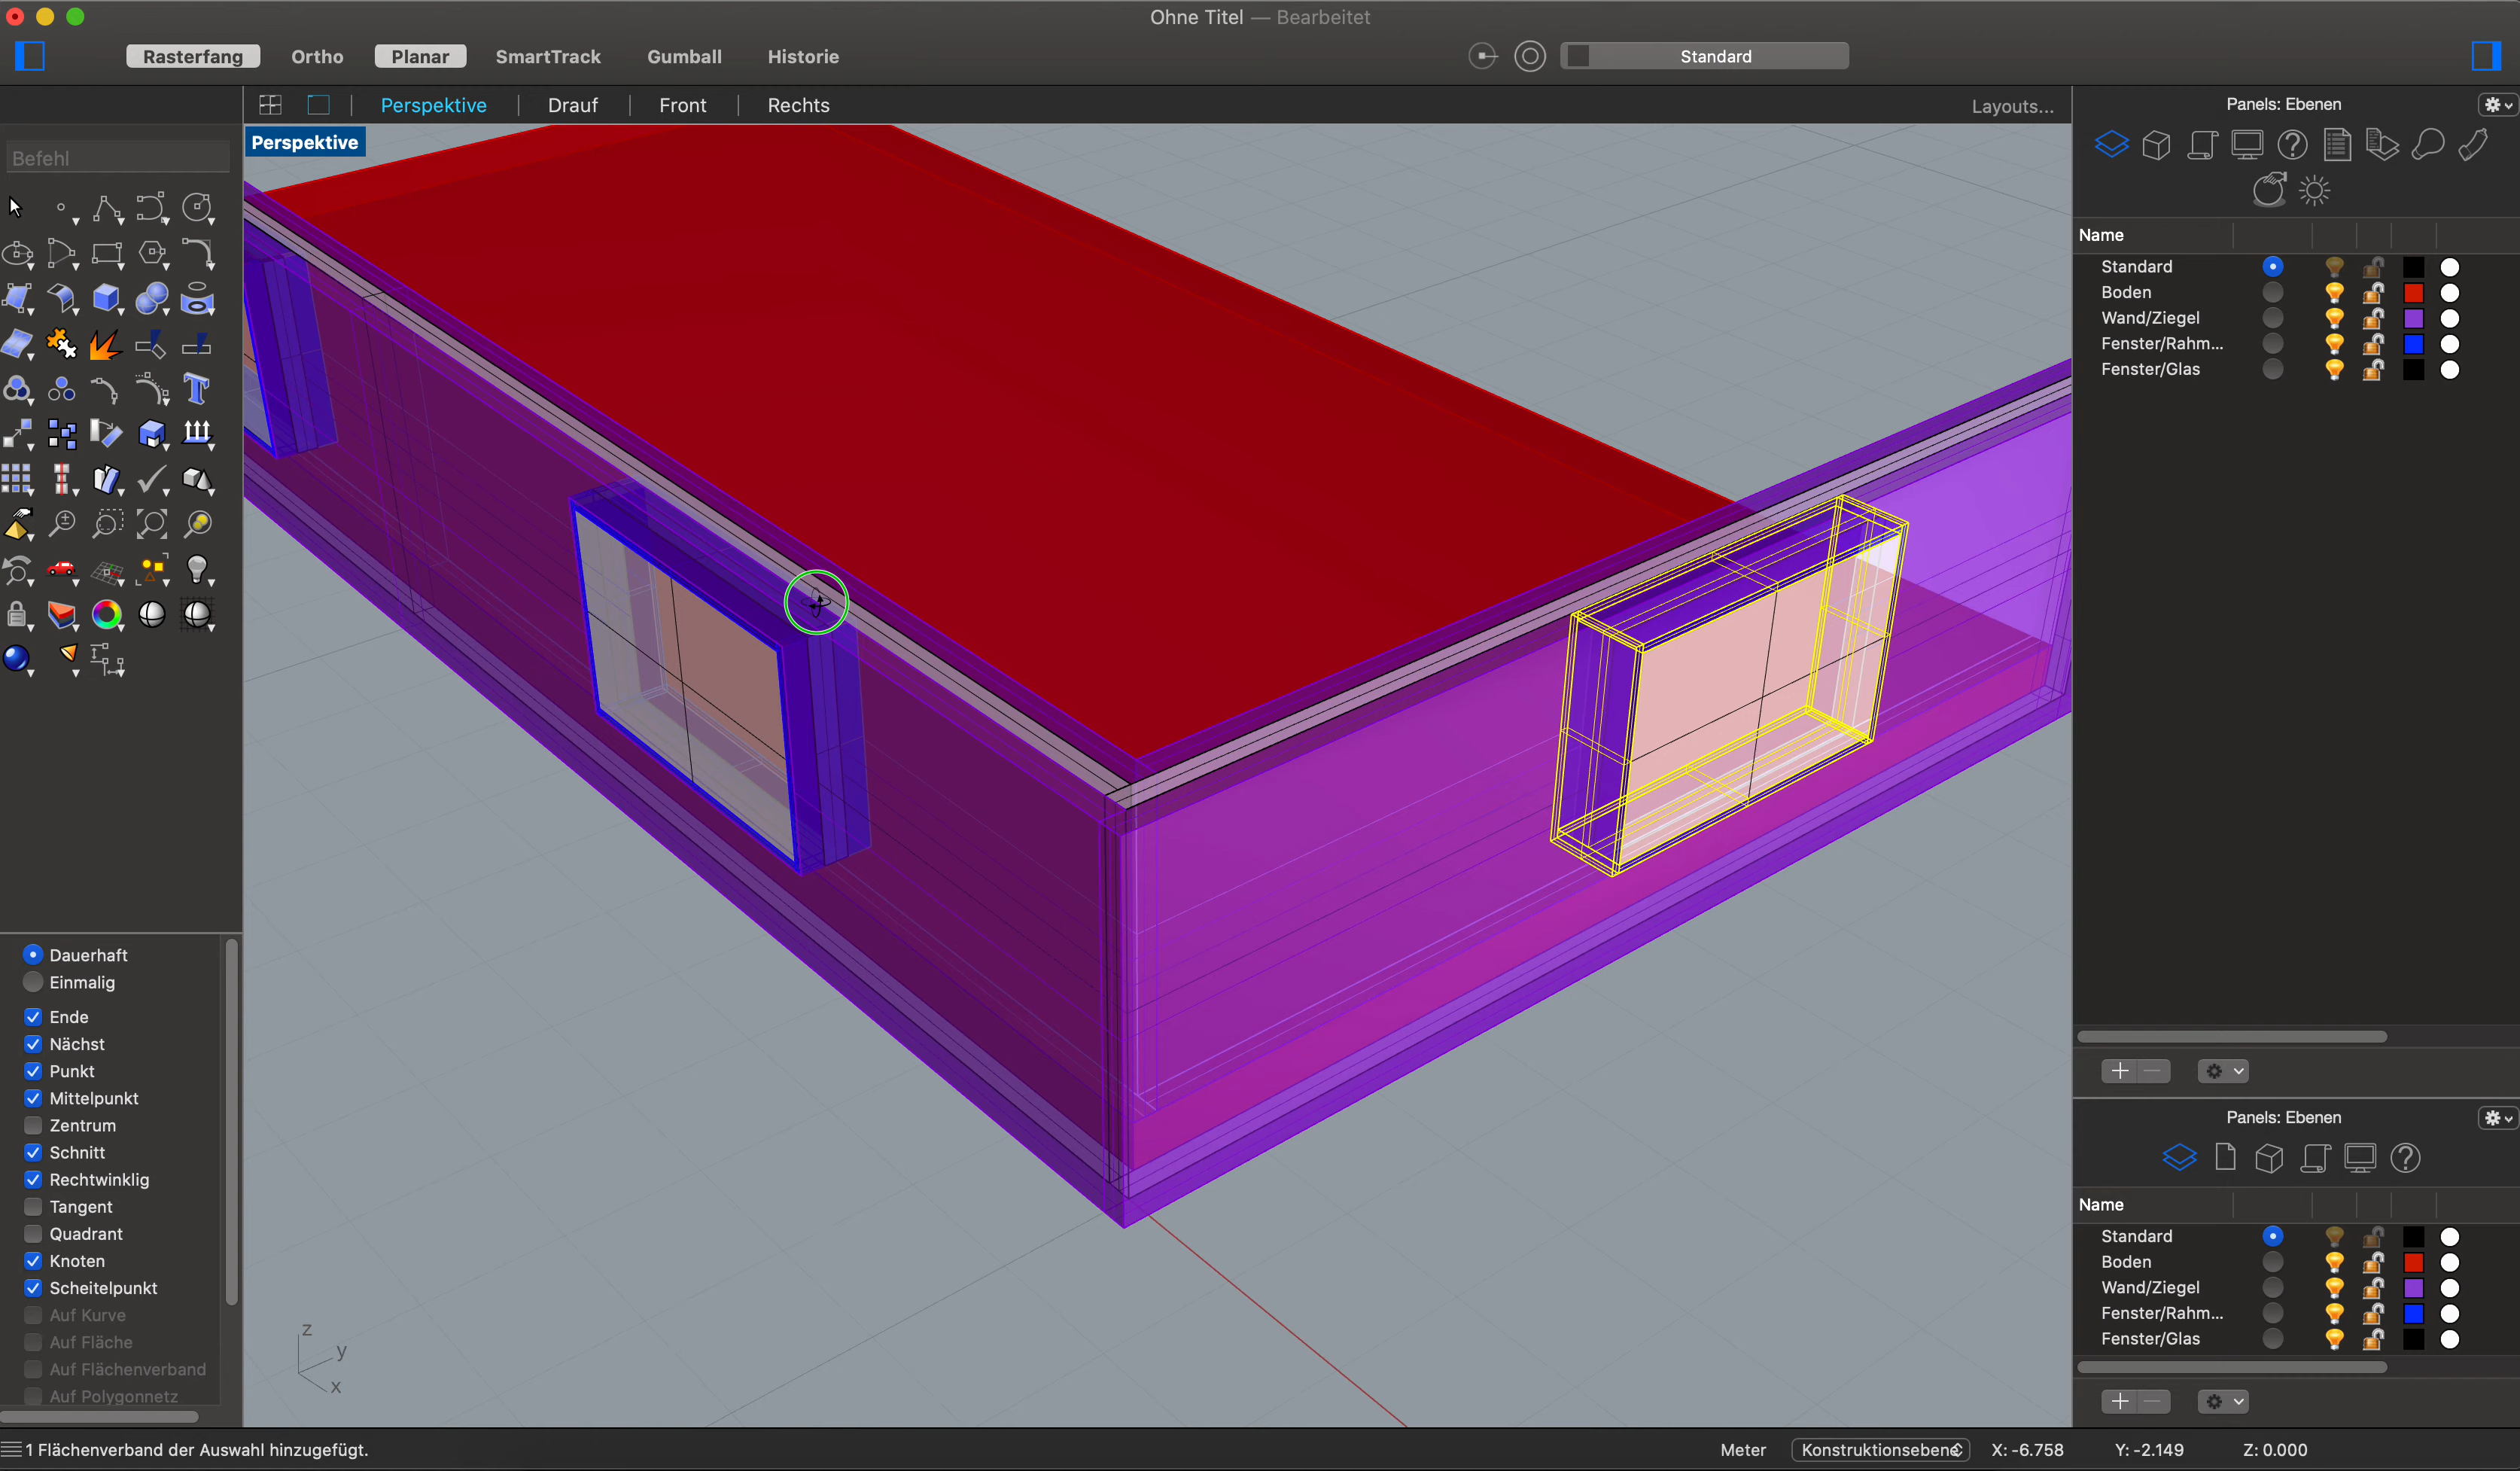 Ohne Titel — Bearbeitet
Rasterfang Ortho Planar SmartTrack Gumball Historie Standard
Perspektive Drauf Front Rechts Layouts...
Panels: Ebenen
Perspektive
Befehl
Name
Standard
Boden
Wand/Ziegel
Fenster/Rahm...
Fenster/Glas
Dauerhaft
Einmalig
Ende
Nächst
Punkt
Mittelpunkt
Zentrum
Schnitt
Rechtwinklig
Tangent
Quadrant
Knoten
Scheitelpunkt
Auf Kurve
Auf Fläche
Auf Flächenverband
Auf Polygonnetz
z
y
x
Panels: Ebenen
Name
Standard
Boden
Wand/Ziegel
Fenster/Rahm...
Fenster/Glas
1 Flächenverband der Auswahl hinzugefügt.
Meter Konstruktionsebene X: -6.758 Y: -2.149 Z: 0.000